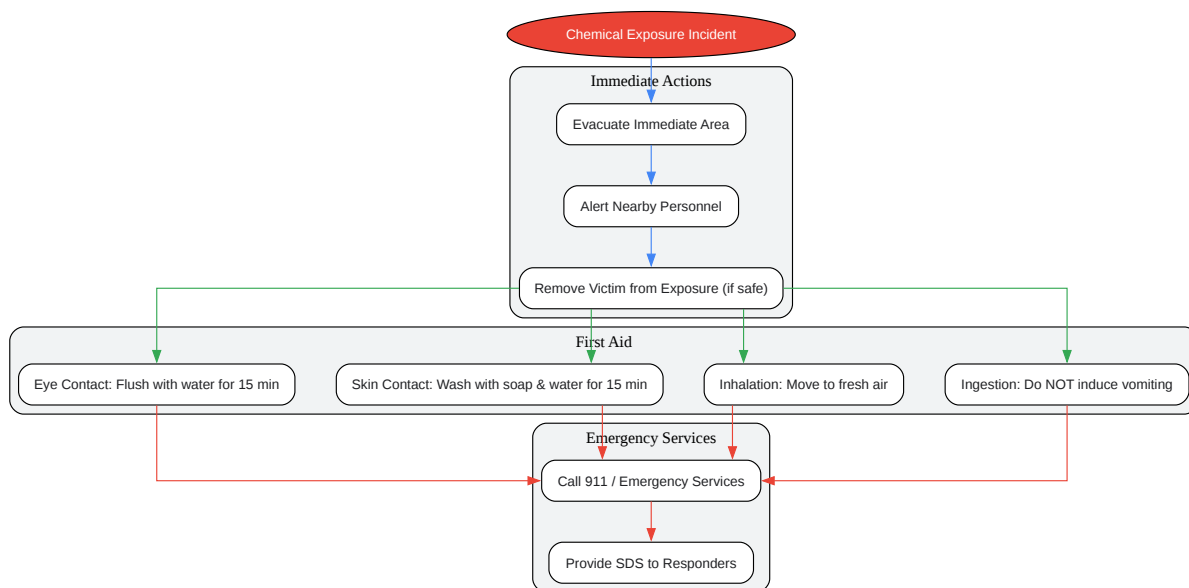 Chemical Exposure Incident
Immediate Actions
Evacuate Immediate Area
Alert Nearby Personnel
Remove Victim from Exposure (if safe)
First Aid
Eye Contact: Flush with water for 15 min
Skin Contact: Wash with soap & water for 15 min
Inhalation: Move to fresh air
Ingestion: Do NOT induce vomiting
Emergency Services
Call 911 / Emergency Services
Provide SDS to Responders